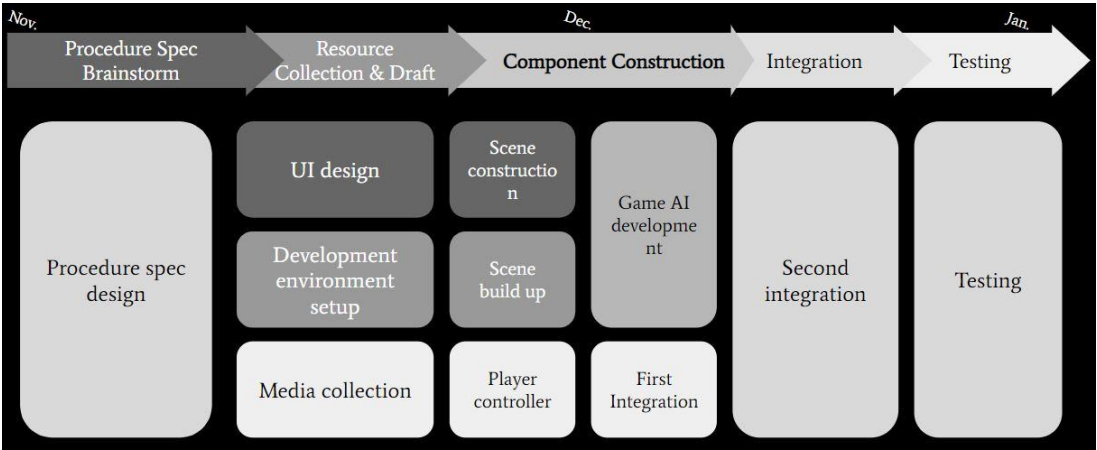 Nov.
Dec.
Jan.
Procedure Spec
Brainstorm
Resource
Collection & Draft
Component Construction
Integration
Testing
Procedure spec
design
UI design
Development
environment
setup
Media collection
Scene
constructio
n
Scene
build up
Player
controller
Game AI
developme
nt
First
Integration
Second
integration
Testing